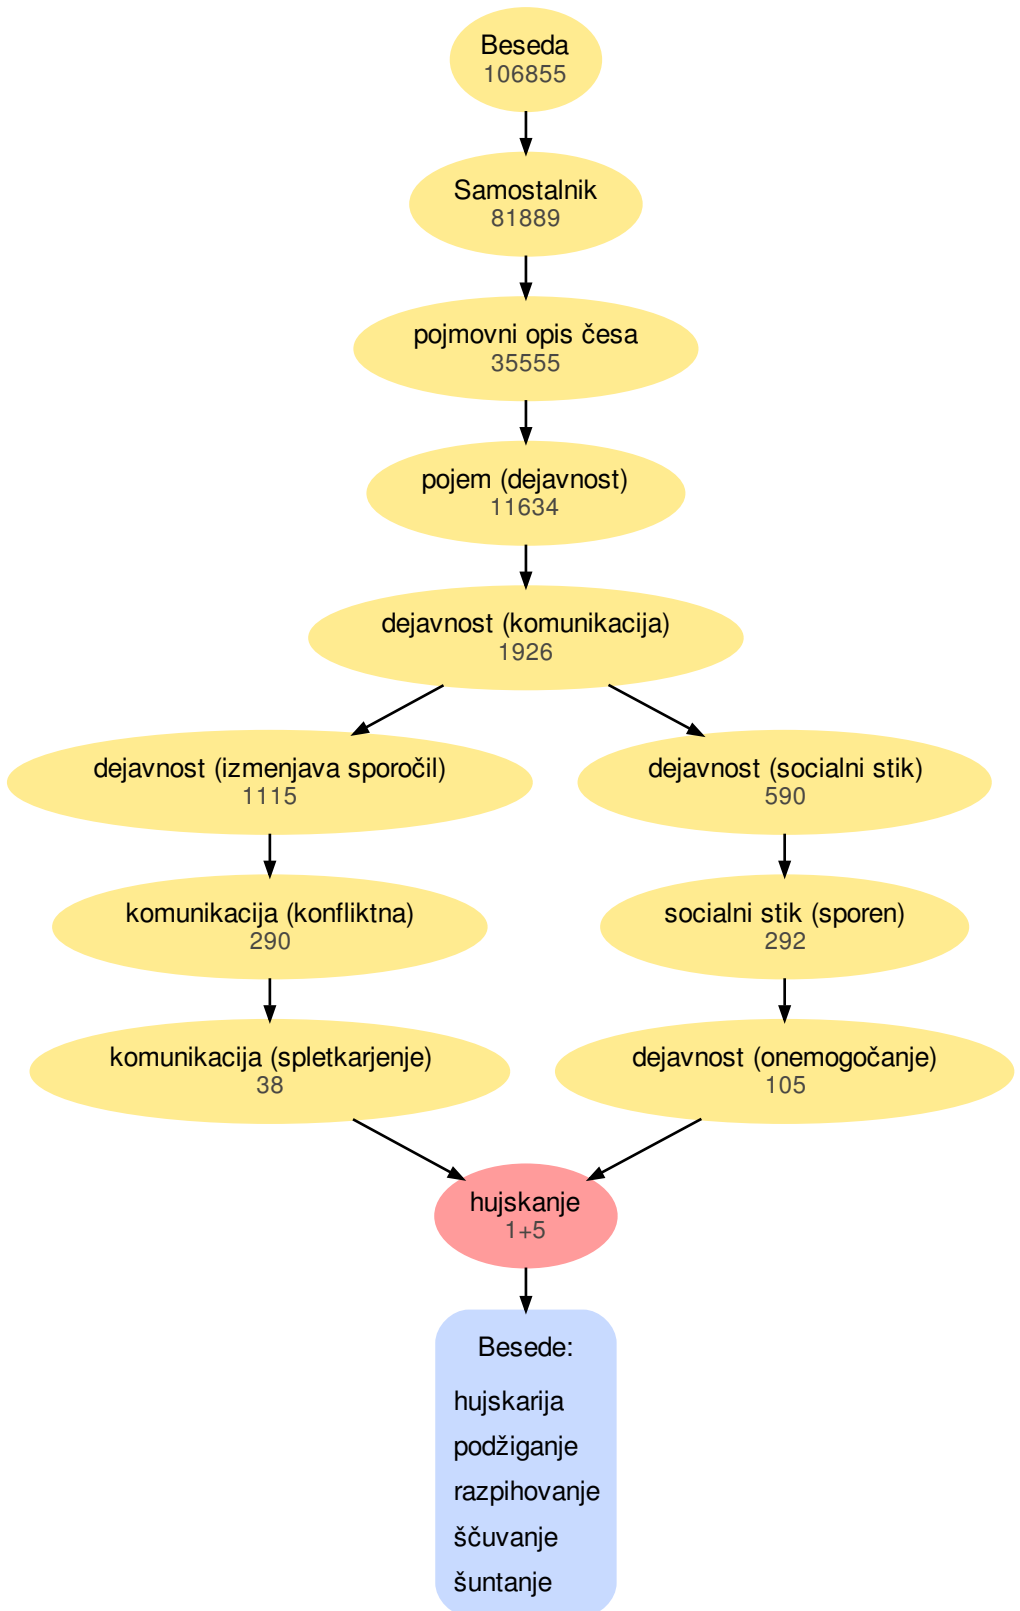 Beseda
106855
Samostalnik
81889
pojmovni opis česa
35555
pojem (dejavnost)
11634
dejavnost (komunikacija)
1926
dejavnost (izmenjava sporočil)
1115
dejavnost (socialni stik)
590
komunikacija (konfliktna)
290
socialni stik (sporen)
292
komunikacija (spletkarjenje)
38
dejavnost (onemogočanje)
105
hujskanje
1+5
Besede:
hujskarija
podžiganje
razpihovanje
ščuvanje
šuntanje